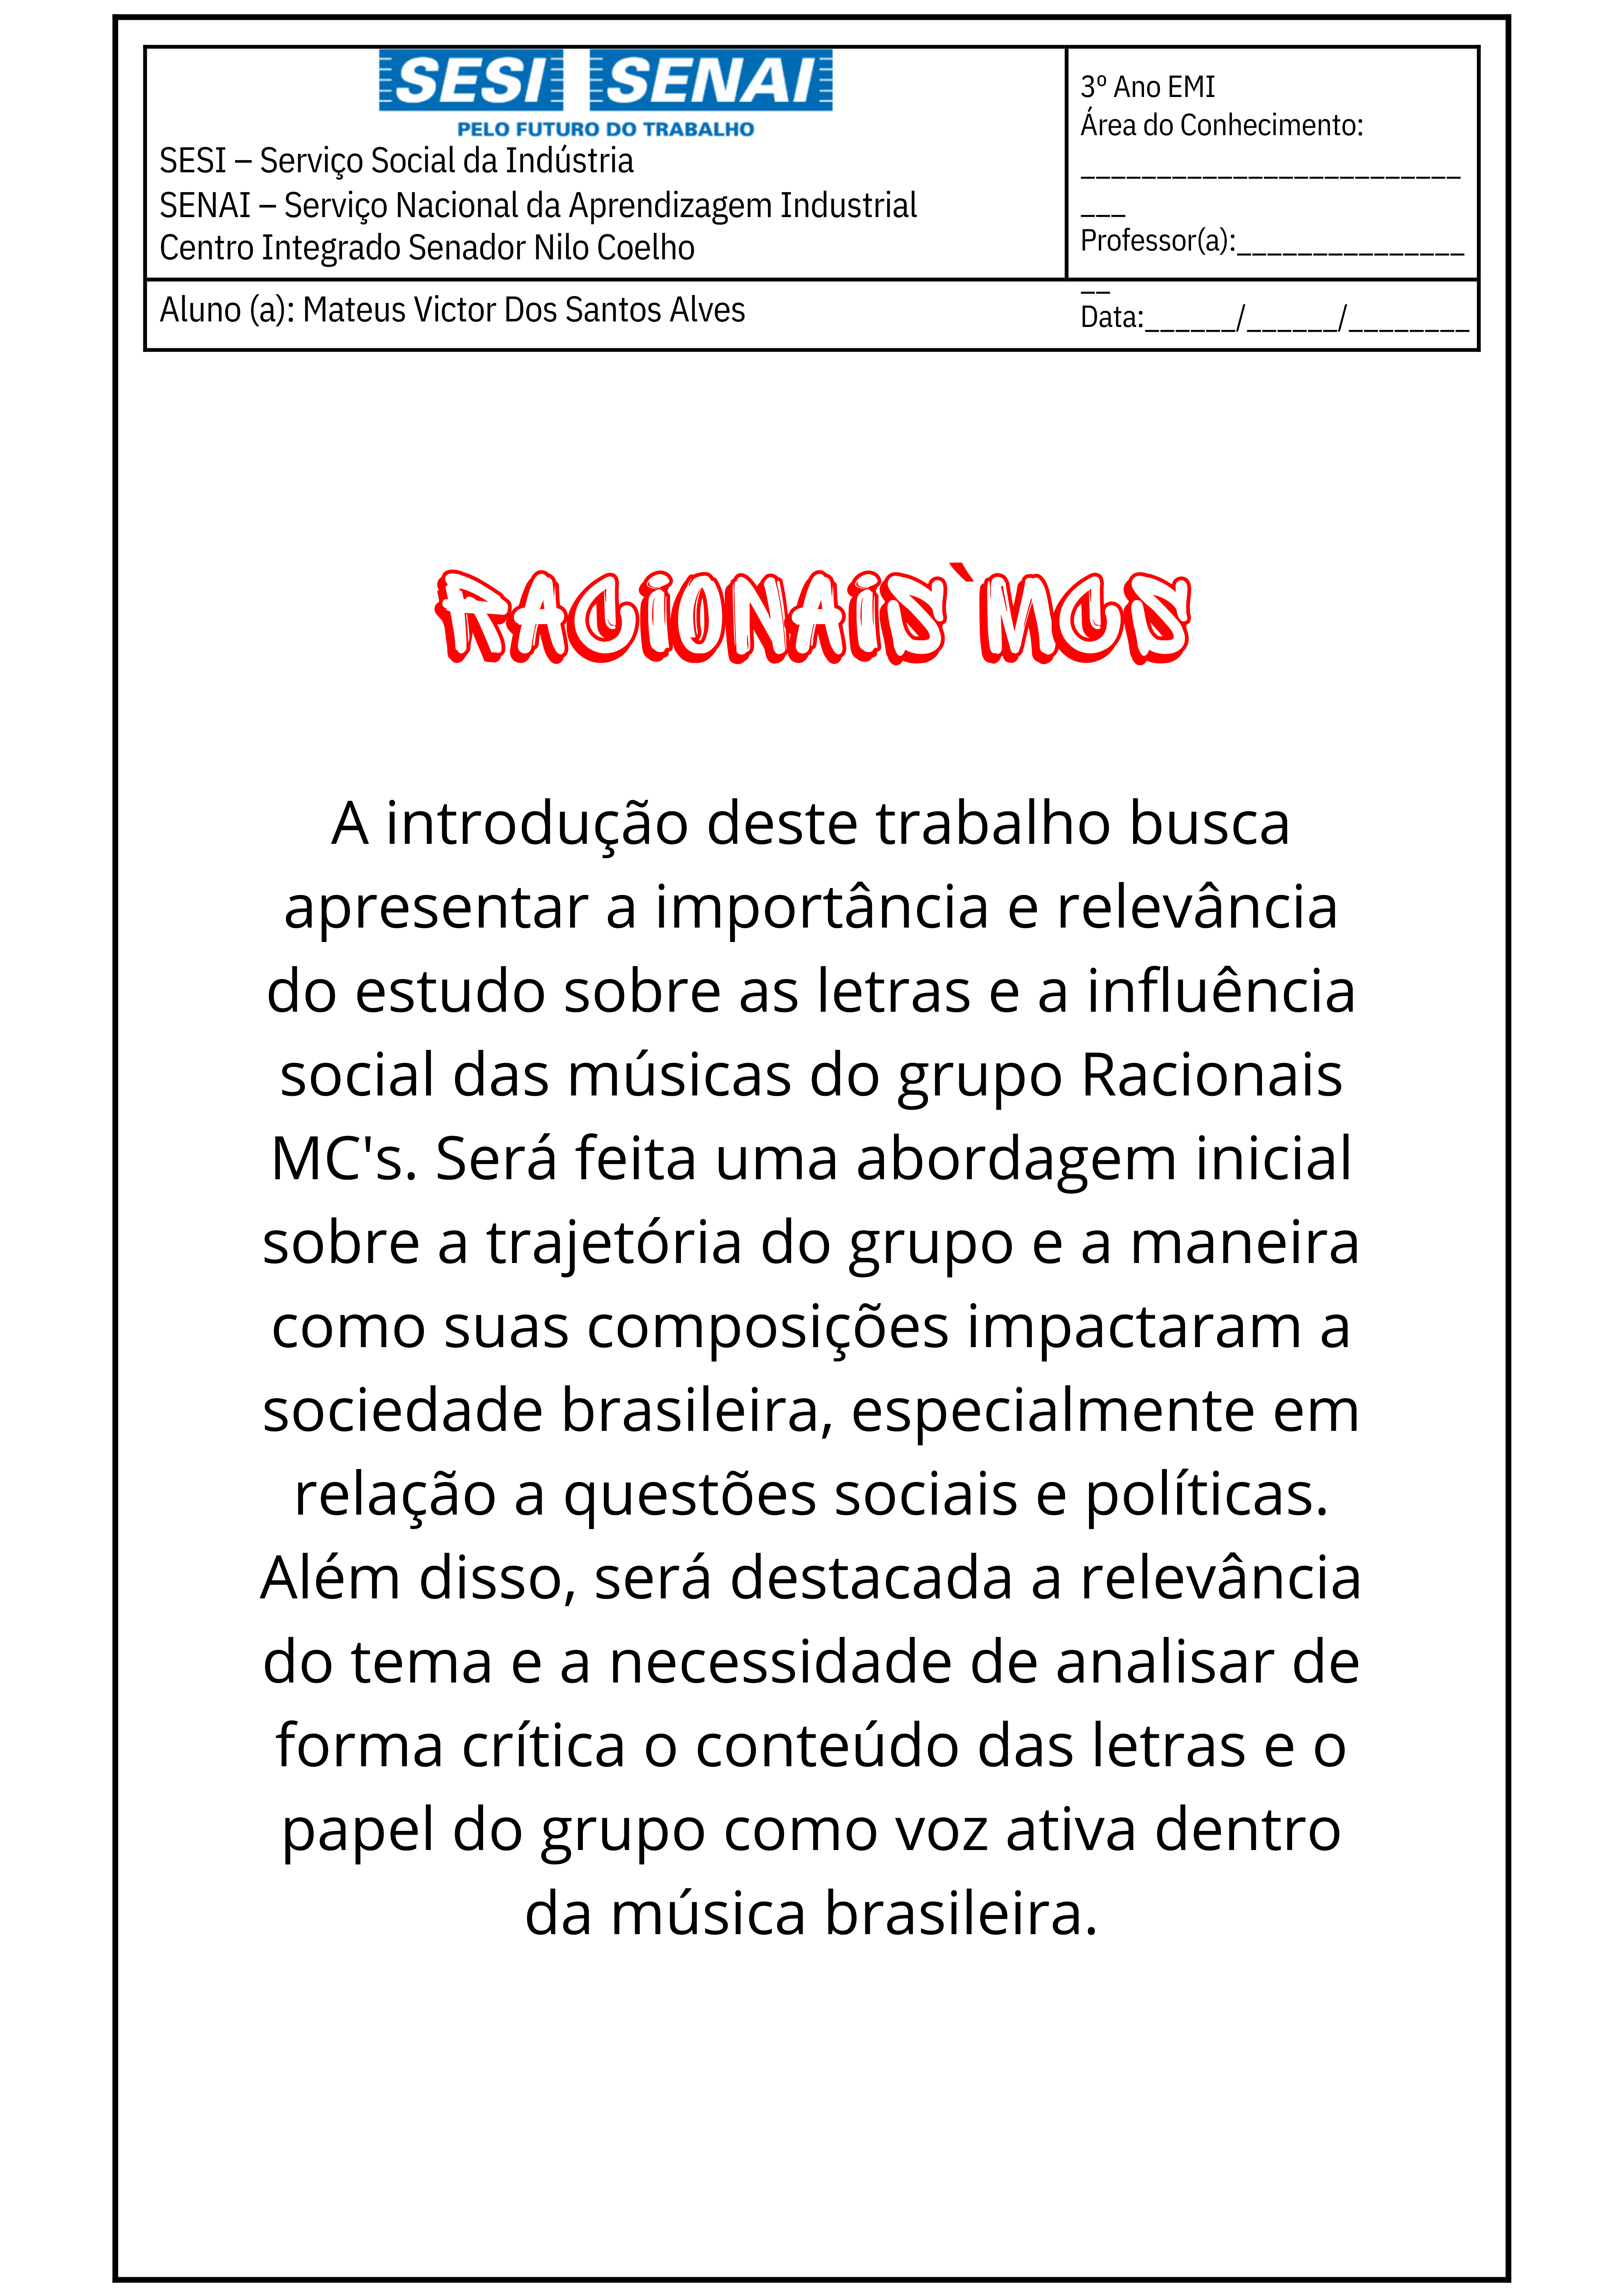 SESI SENAI
PELO FUTURO DO TRABALHO
SESI – Serviço Social da Indústria
SENAI – Serviço Nacional da Aprendizagem Industrial
Centro Integrado Senador Nilo Coelho
3º Ano EMI
Área do Conhecimento:
_________________________
___
Professor(a):_______________
__
Data:______/______/________
Aluno (a): Mateus Victor Dos Santos Alves
RACIONAIS`MCS
A introdução deste trabalho busca
apresentar a importância e relevância
do estudo sobre as letras e a influência
social das músicas do grupo Racionais
MC's. Será feita uma abordagem inicial
sobre a trajetória do grupo e a maneira
como suas composições impactaram a
sociedade brasileira, especialmente em
relação a questões sociais e políticas.
Além disso, será destacada a relevância
do tema e a necessidade de analisar de
forma crítica o conteúdo das letras e o
papel do grupo como voz ativa dentro
da música brasileira.